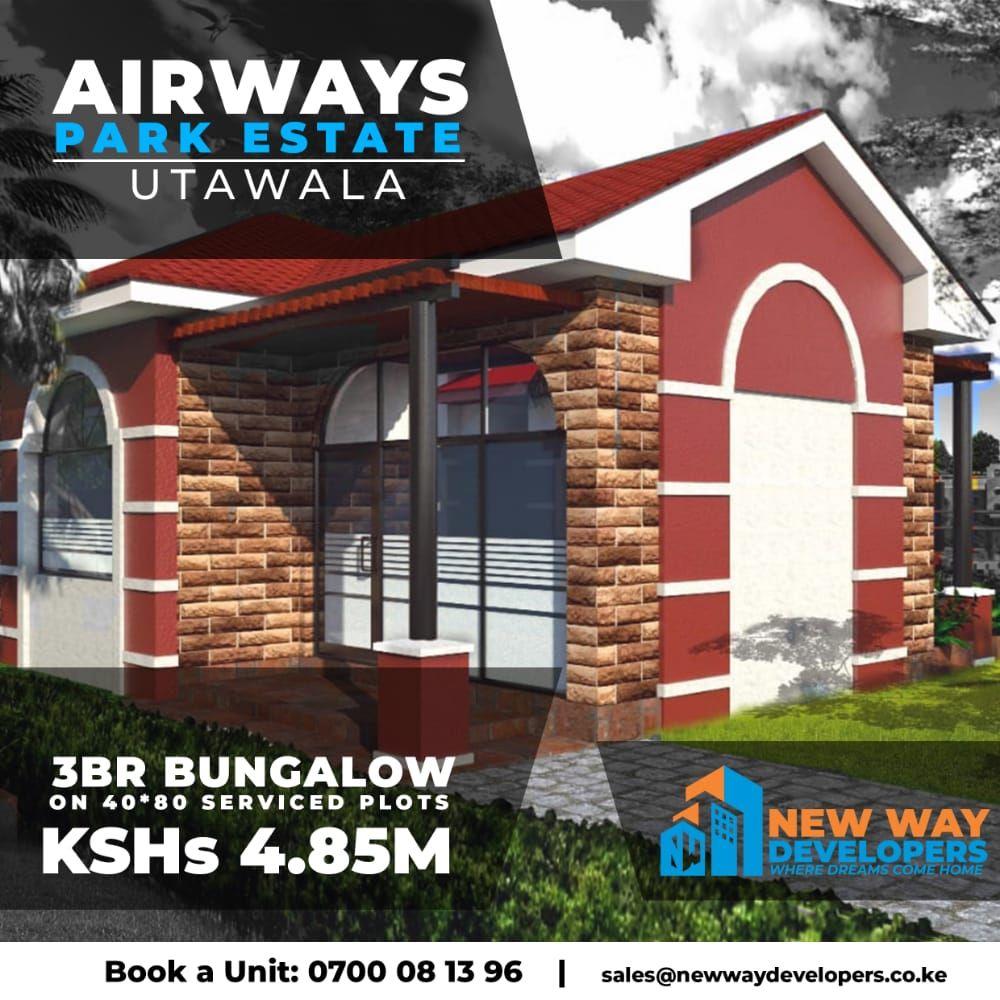 AIRWAYS
PARK ESTATE
UTAWALA
3BR BUNGALOW
ON 40*80 SERVICED PLOTS
KSHs 4.85M
NW
NEW WAY
DEVELOPERS
WHERE DREAMS COME HOME
Book a Unit: 0700 08 13 96 | sales@newwaydevelopers.co.ke